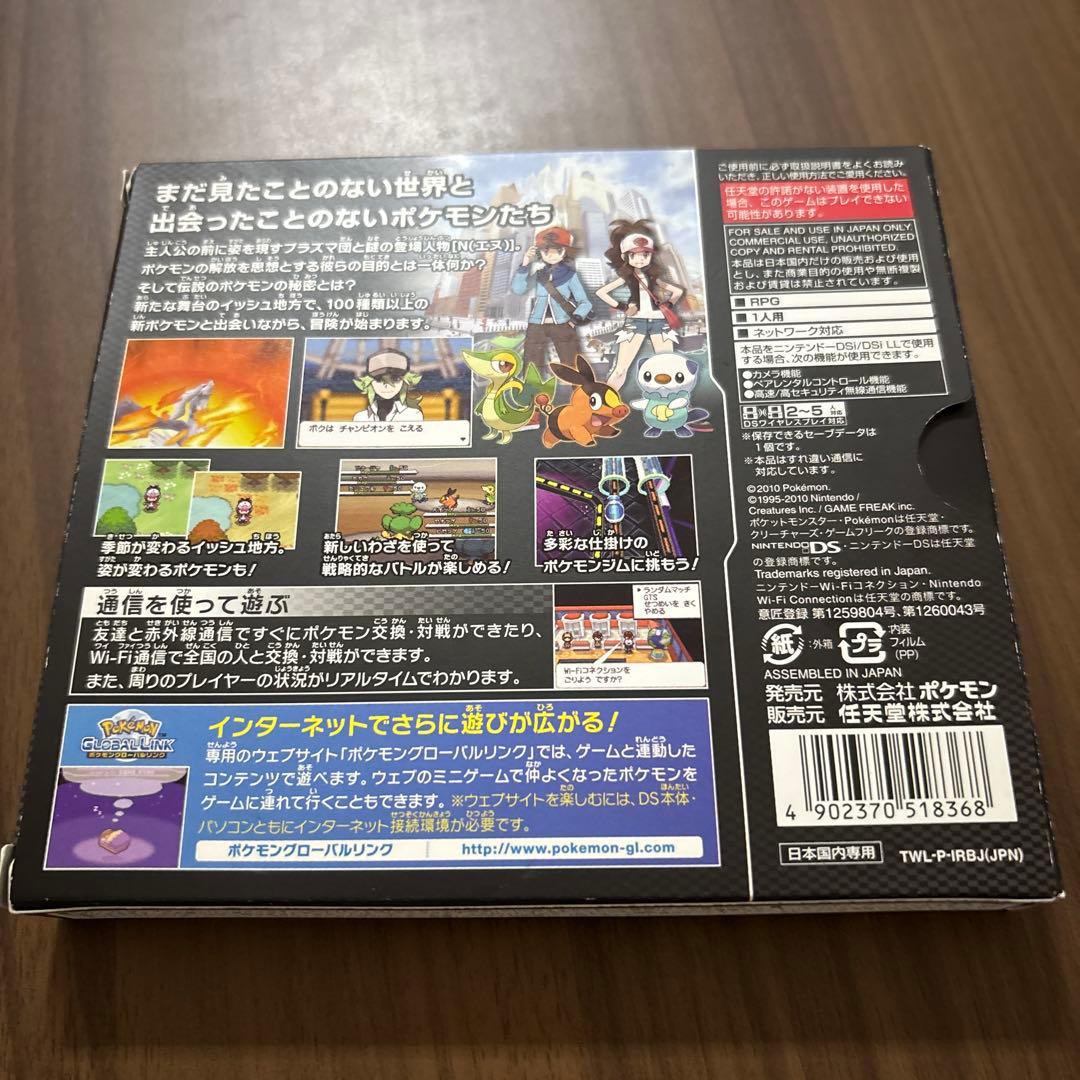 まだ見たことのない世界と
出会ったことのないポケモンたち
主人公の前に姿を現すプラズマ団と謎の登場人物[N(エヌ)]。
ポケモンの解放を思想とする彼らの目的とは一体何か?
そして伝説のポケモンの秘密とは?
新たな舞台のイッシュ地方で、100種類以上の
新ポケモンと出会いながら、冒険が始まります。
ボクは チャンピオンを こえる
季節が変わるイッシュ地方。
姿が変わるポケモンも!
新しいわざを使って
戦略的なバトルが楽しめる!
多彩な仕掛けの
ポケモンジムに挑もう!
通信を使って遊ぶ
友達と赤外線通信ですぐにポケモン交換・対戦ができたり、
Wi-Fi通信で全国の人と交換・対戦ができます。
また、周りのプレイヤーの状況がリアルタイムでわかります。
ランダムマッチ
GTS
せつめいを きく
やめる
Wi-Fiコネクションを
ごりよう ですか?
Pokémon
GLOBAL LINK
ポケモングローバルリンク
インターネットでさらに遊びが広がる!
専用のウェブサイト「ポケモングローバルリンク」では、ゲームと連動した
コンテンツで遊べます。ウェブのミニゲームで仲よくなったポケモンを
ゲームに連れて行くこともできます。※ウェブサイトを楽しむには、DS本体・
パソコンともにインターネット接続環境が必要です。
ポケモングローバルリンク
http://www.pokemon-gl.com
ご使用前に必ず取扱説明書をよくお読み
いただき、正しい使用方法でご愛用ください。
任天堂の許諾がない装置を使用した
場合、このゲームはプレイできない
可能性があります。
FOR SALE AND USE IN JAPAN ONLY.
COMMERCIAL USE, UNAUTHORIZED
COPY AND RENTAL PROHIBITED.
本品は日本国内だけの販売および使用
とし、また商業目的の使用や無断複製
および賃貸は禁止されています。
RPG
1人用
ネットワーク対応
本品をニンテンドーDSi/DSi LLで使用
する場合、次の機能が使用できます。
●カメラ機能
●ペアレンタルコントロール機能
●高速/高セキュリティ無線通信機能
2~5人対応
DSワイヤレスプレイ対応
※保存できるセーブデータは
1個です。
※本品はすれ違い通信に
対応しています。
©2010 Pokémon.
©1995-2010 Nintendo/
Creatures Inc. / GAME FREAK inc.
ポケットモンスター・Pokémonは任天堂・
クリーチャーズ・ゲームフリークの登録商標です。
NINTENDO DS・ニンテンドーDSは任天堂
の登録商標です。
Trademarks registered in Japan.
ニンテンドーWi-Fiコネクション・Nintendo
Wi-Fi Connectionは任天堂の商標です。
意匠登録 第1259804号、第1260043号
紙 :外箱
プラ 内装
フィルム
(PP)
ASSEMBLED IN JAPAN
発売元 株式会社ポケモン
販売元 任天堂株式会社
4 902370 518368
日本国内専用
TWL-P-IRBJ(JPN)